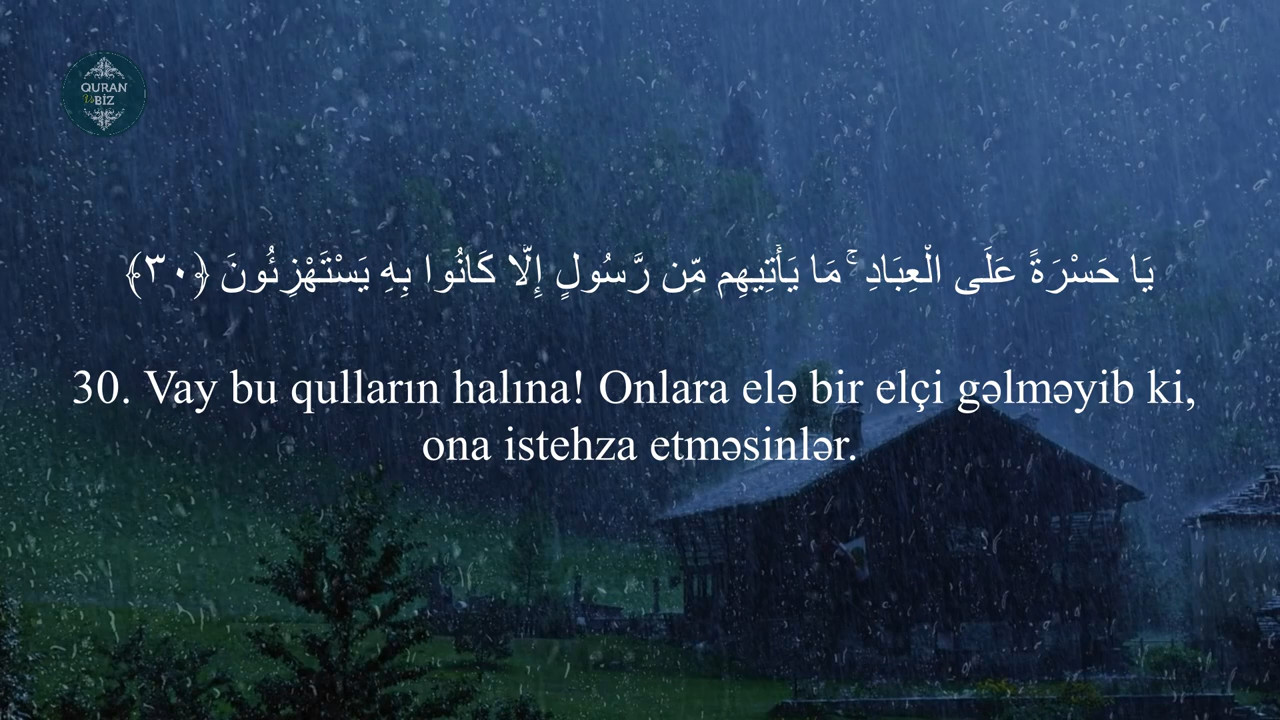 QURAN
Və BİZ
يَا حَسْرَةً عَلَى الْعِبَادِ ۚ مَا يَأْتِيهِم مِّن رَّسُولٍ إِلَّا كَانُوا بِهِ يَسْتَهْزِئُونَ ﴿٣٠﴾
30. Vay bu qulların halına! Onlara elə bir elçi gəlməyib ki,
ona istehza etməsinlər.